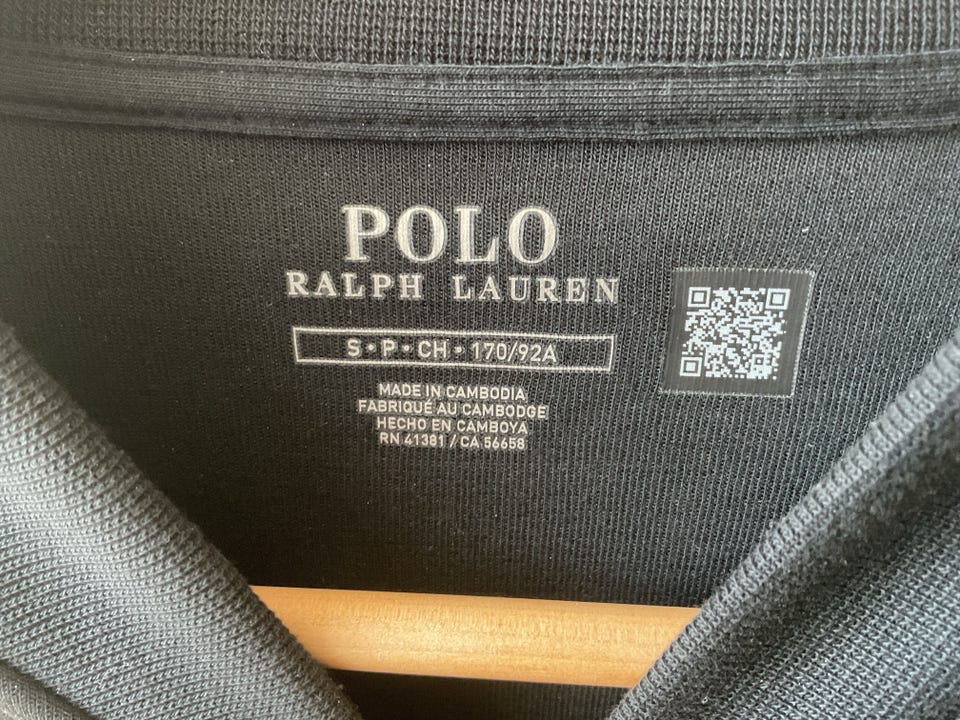 POLO
RALPH LAUREN
S • P • CH • 170/92A
MADE IN CAMBODIA
FABRIQUÉ AU CAMBODGE
HECHO EN CAMBOYA
RN 41381 / CA 56658